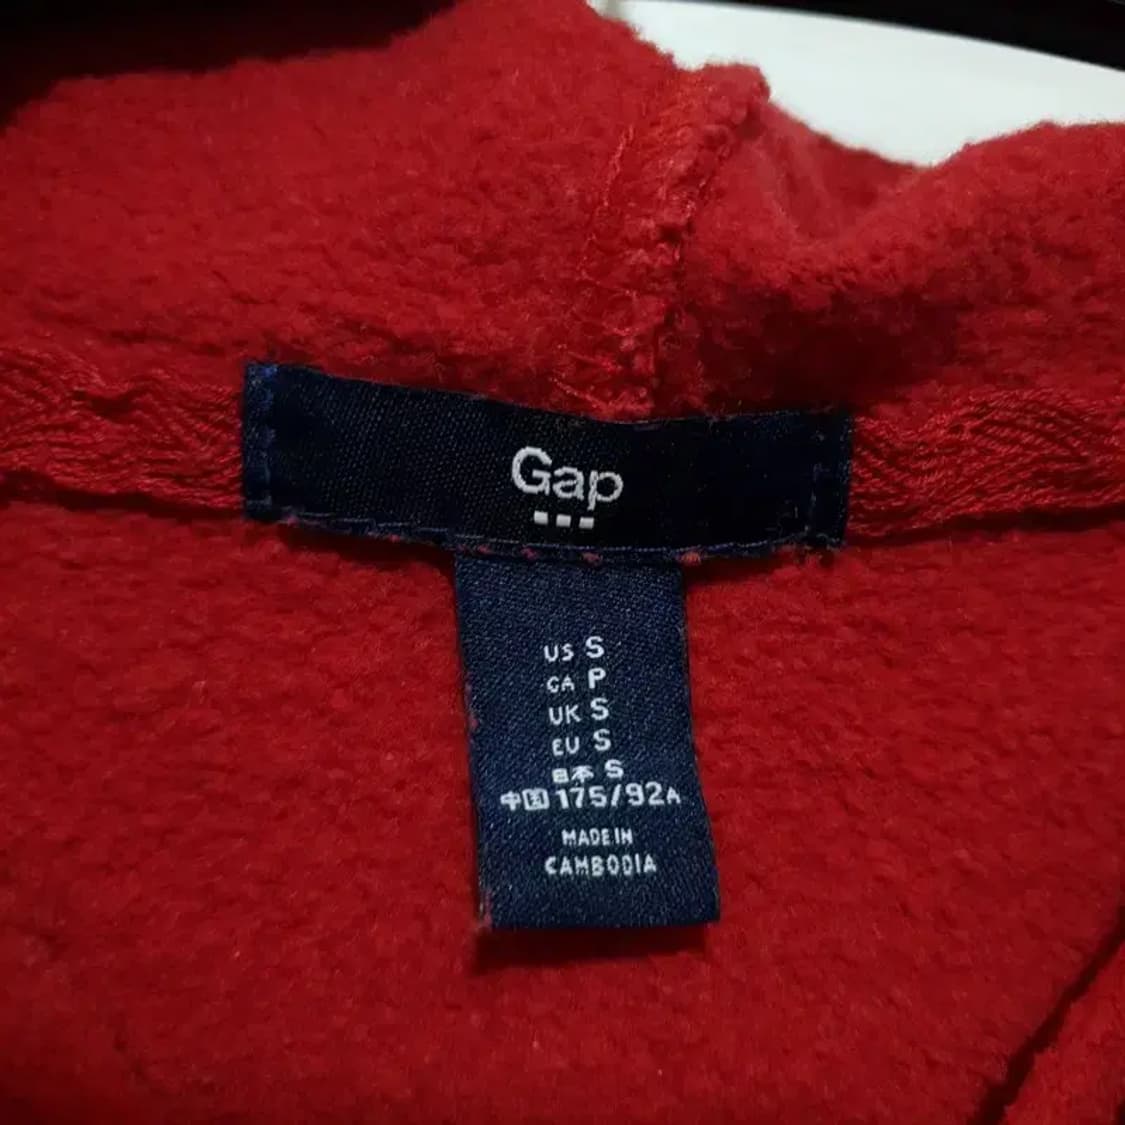 Gap
US S
CA P
UK S
EU S
日本 S
中国 175/92A
MADE IN
CAMBODIA